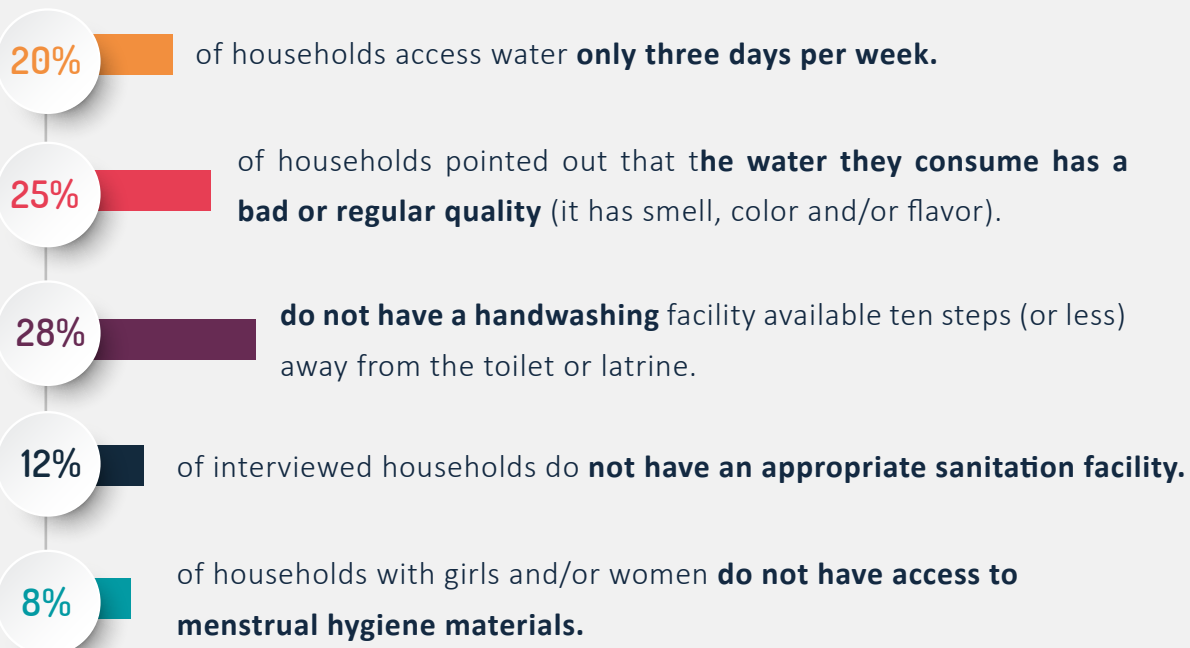 20%
of households access water only three days per week.
25%
of households pointed out that the water they consume has a
bad or regular quality (it has smell, color and/or flavor).
28%
do not have a handwashing facility available ten steps (or less)
away from the toilet or latrine.
12%
of interviewed households do not have an appropriate sanitation facility.
8%
of households with girls and/or women do not have access to
menstrual hygiene materials.